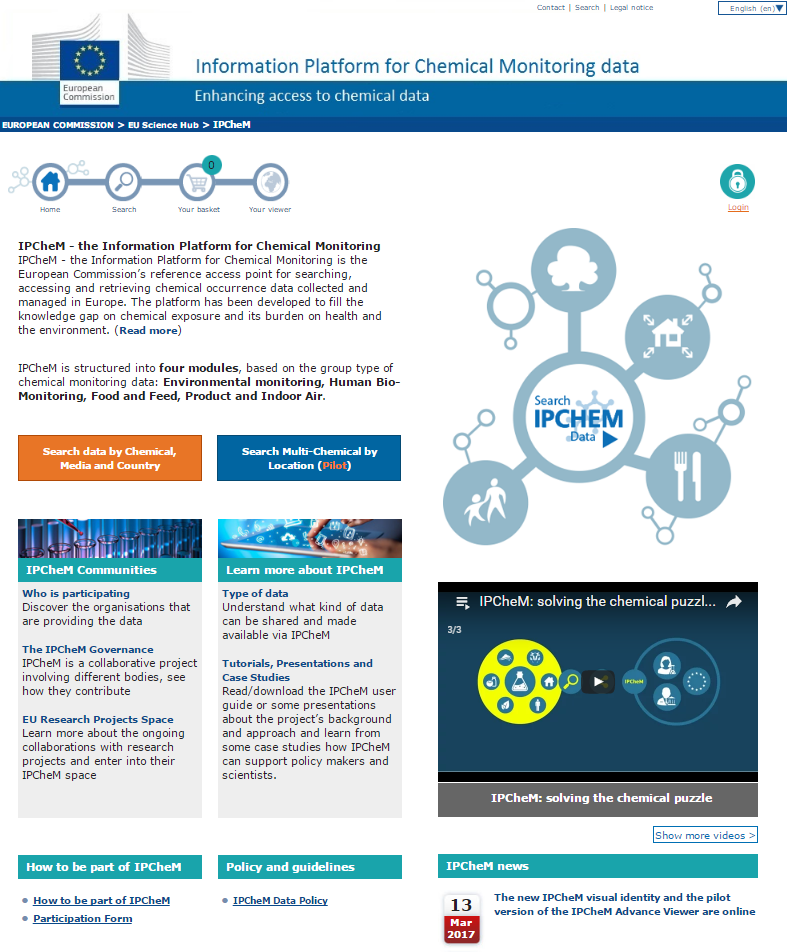 Contact | Search | Legal notice
English (en)
European
Commission
Information Platform for Chemical Monitoring data
Enhancing access to chemical data
EUROPEAN COMMISSION > EU Science Hub > IPCheM
0
Home
Search
Your basket
Your viewer
Login
IPCheM - the Information Platform for Chemical Monitoring
IPCheM - the Information Platform for Chemical Monitoring is the
European Commission's reference access point for searching,
accessing and retrieving chemical occurrence data collected and
managed in Europe. The platform has been developed to fill the
knowledge gap on chemical exposure and its burden on health and
the environment. (Read more)
IPCheM is structured into four modules, based on the group type of
chemical monitoring data: Environmental monitoring, Human Bio-
Monitoring, Food and Feed, Product and Indoor Air.
Search data by Chemical,
Media and Country
Search Multi-Chemical by
Location (Pilot)
Search
IPCHEM
Data
IPCheM Communities
Who is participating
Discover the organisations that
are providing the data
The IPCheM Governance
IPCheM is a collaborative project
involving different bodies, see
how they contribute
EU Research Projects Space
Learn more about the ongoing
collaborations with research
projects and enter into their
IPCheM space
Learn more about IPCheM
Type of data
Understand what kind of data
can be shared and made
available via IPCheM
Tutorials, Presentations and
Case Studies
Read/download the IPCheM user
guide or some presentations
about the project's background
and approach and learn from
some case studies how IPCheM
can support policy makers and
scientists.
IPCheM: solving the chemical puzzl...
3/3
IPCheM
IPCheM: solving the chemical puzzle
Show more videos >
How to be part of IPCheM
How to be part of IPCheM
Participation Form
Policy and guidelines
IPCheM Data Policy
IPCheM news
13
Mar
2017
The new IPCheM visual identity and the pilot
version of the IPCheM Advance Viewer are online